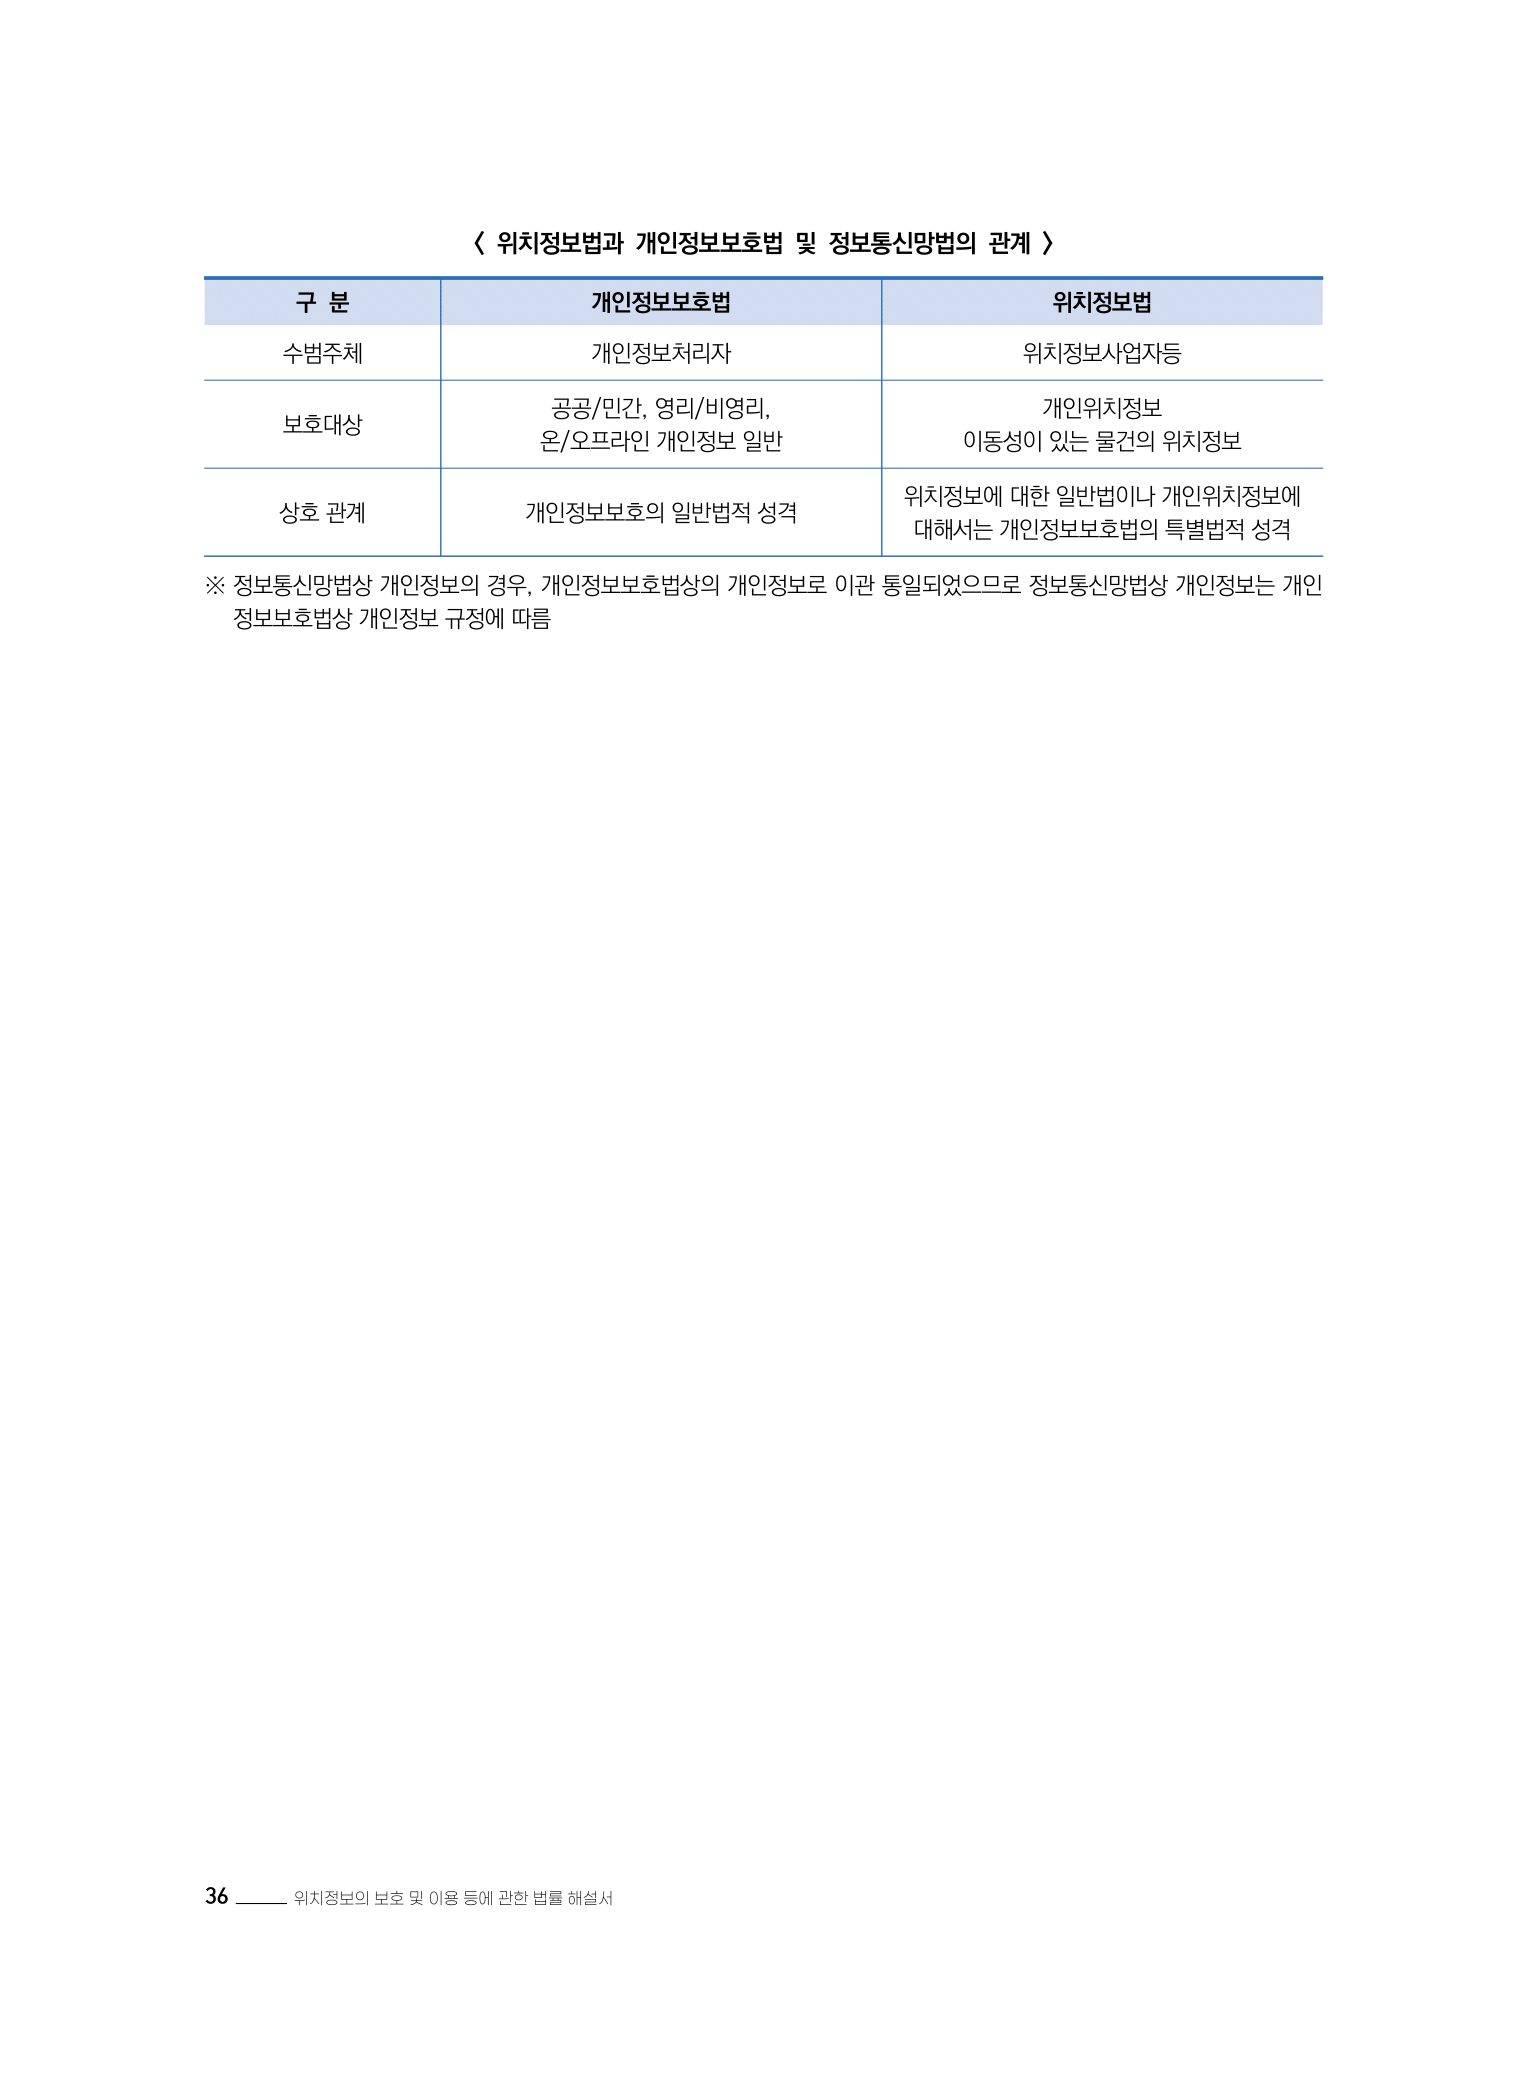 〈 위치정보법과 개인정보보호법 및 정보통신망법의 관계 〉
구 분 개인정보보호법 위치정보법
수범주체 개인정보처리자 위치정보사업자등
보호대상
공공/민간, 영리/비영리,
온/오프라인 개인정보 일반
개인위치정보
이동성이 있는 물건의 위치정보
상호 관계
개인정보보호의 일반법적 성격
위치정보에 대한 일반법이나 개인위치정보에
대해서는 개인정보보호법의 특별법적 성격
※ 정보통신망법상 개인정보의 경우, 개인정보보호법상의 개인정보로 이관 통일되었으므로 정보통신망법상 개인정보는 개인
정보보호법상 개인정보 규정에 따름
36 위치정보의 보호 및 이용 등에 관한 법률 해설서